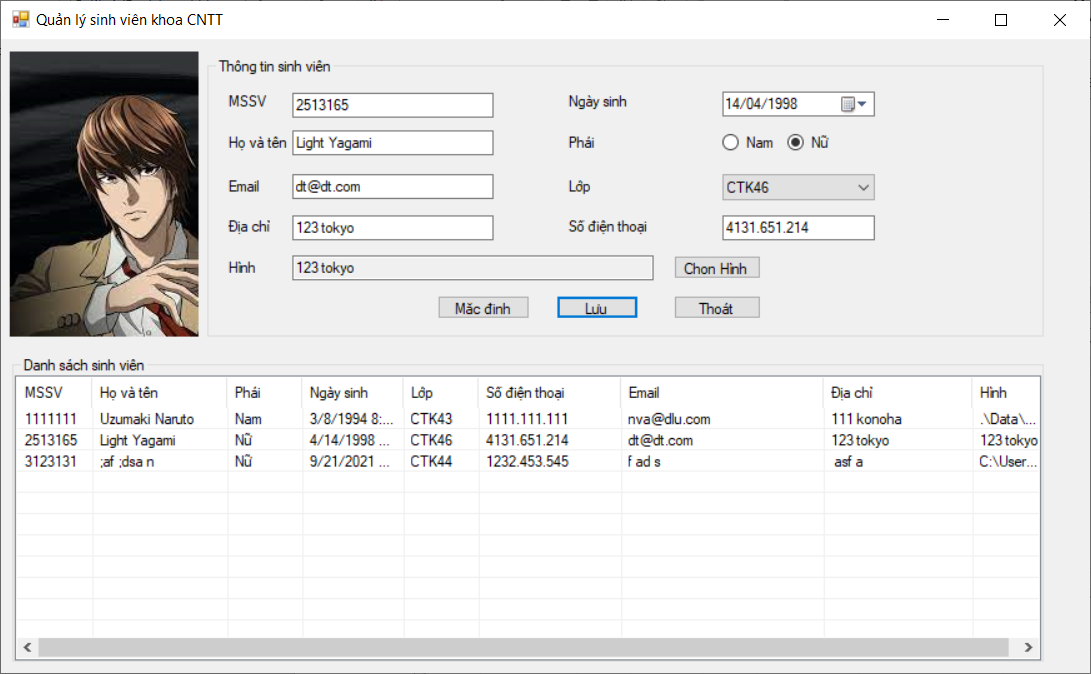 Quản lý sinh viên khoa CNTT
Thông tin sinh viên
MSSV 2513165 Ngày sinh 14/04/1998
Họ và tên Light Yagami Phái Nam Nữ
Email dt@dt.com Lớp CTK46
Địa chỉ 123 tokyo Số điện thoại 4131.651.214
Hình 123 tokyo Chon Hình
Mặc đinh Lưu Thoát
Danh sách sinh viên
MSSV Họ và tên Phái Ngày sinh Lớp Số điện thoại Email Địa chỉ Hình
1111111 Uzumaki Naruto Nam 3/8/1994 8:... CTK43 1111.111.111 nva@dlu.com 111 konoha .\Data\...
2513165 Light Yagami Nữ 4/14/1998 ... CTK46 4131.651.214 dt@dt.com 123 tokyo 123 tokyo
3123131 ;af ;dsa n Nữ 9/21/2021 ... CTK44 1232.453.545 f ad s asf a C:\User...